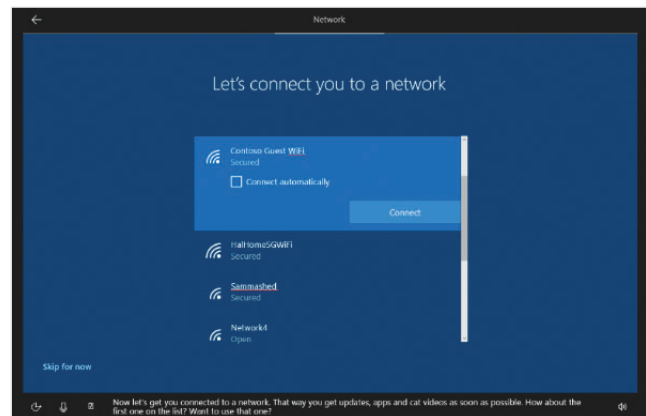 Network
Let's connect you to a network
Contoso Guest WiFi
Secured
Connect automatically
Connect
HalHome5GWiFi
Secured
Sammashed
Secured
Network4
Open
Skip for now
Now let's get you connected to a network. That way you get updates, apps and cat videos as soon as possible. How about the
first one on the list? Want to use that one?